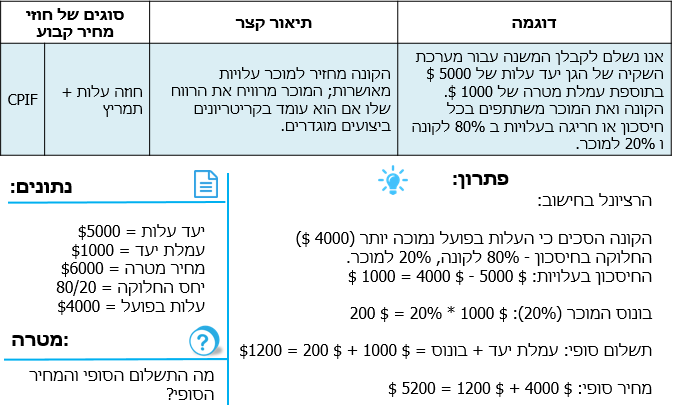 סוגים של חוזי
מחיר קבוע
תיאור קצר
דוגמה
CPIF
חוזה עלות +
תמריץ
הקונה מחזיר למוכר עלויות
מאושרות; המוכר מרוויח את הרווח
שלו אם הוא עומד בקריטריונים
ביצועים מוגדרים.
אנו נשלם לקבלן המשנה עבור מערכת
השקיה של הגן יעד עלות של 5000 $
בתוספת עמלת מטרה של 1000 $.
הקונה ואת המוכר משתתפים בכל
חיסכון או חריגה בעלויות ב 80% לקונה
ו 20% למוכר.
נתונים:
יעד עלות = 5000$
עמלת יעד = 1000$
מחיר מטרה = 6000$
יחס החלוקה = 80/20
עלות בפועל = 4000$
מטרה:
מה התשלום הסופי והמחיר
הסופי?
פתרון:
הרציונל בחישוב:
הקונה הסכים כי העלות בפועל נמוכה יותר (4000 $)
החלוקה בחיסכון - 80% לקונה, 20% למוכר.
החיסכון בעלויות: $ 5000 - $ 4000 = 1000 $
בונוס המוכר (20%): $ 1000 * 20% = $ 200
תשלום סופי: עמלת יעד + בונוס = $ 1000 + $ 200 = 1200$
מחיר סופי: $ 4000 + $ 1200 = 5200 $